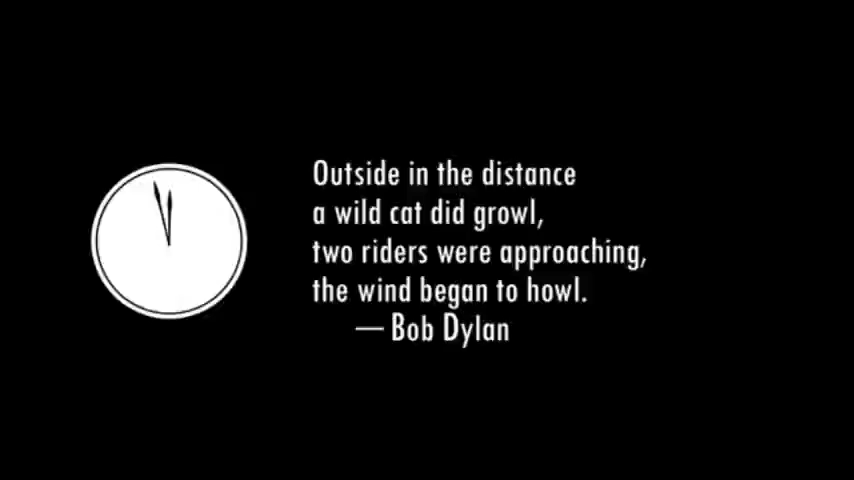 Outside in the distance
a wild cat did growl,
two riders were approaching,
the wind began to howl.
— Bob Dylan